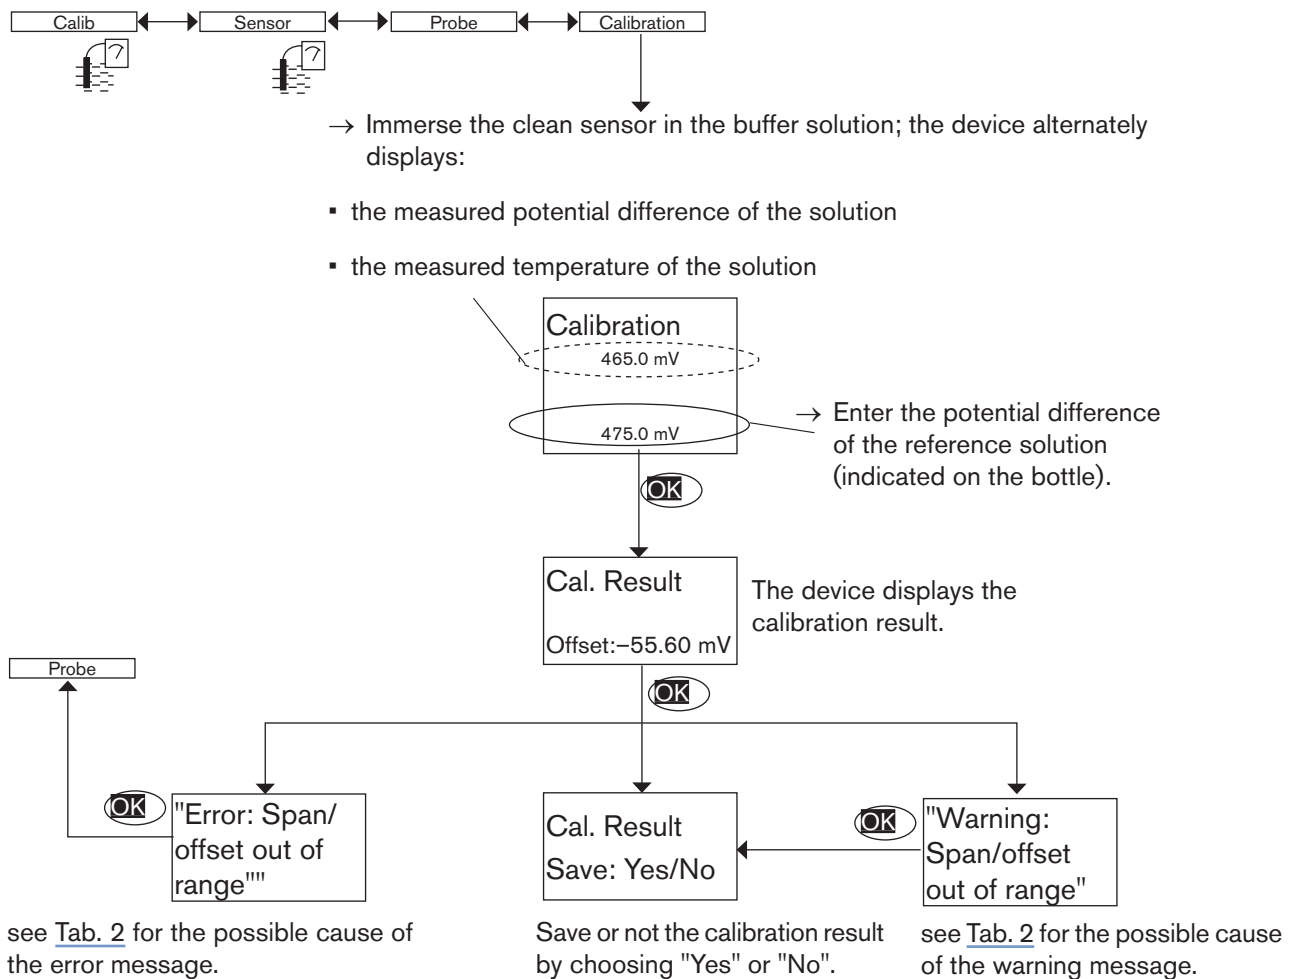 Calib
Sensor
Probe
Calibration
→ Immerse the clean sensor in the buffer solution; the device alternately
displays:
▪ the measured potential difference of the solution
▪ the measured temperature of the solution
Calibration
465.0 mV
475.0 mV
→ Enter the potential difference
of the reference solution
(indicated on the bottle).
OK
Cal. Result
Offset:–55.60 mV
The device displays the
calibration result.
OK
Probe
OK
"Error: Span/
offset out of
range""
see Tab. 2 for the possible cause of
the error message.
Cal. Result
Save: Yes/No
Save or not the calibration result
by choosing "Yes" or "No".
OK
"Warning:
Span/offset
out of range"
see Tab. 2 for the possible cause
of the warning message.